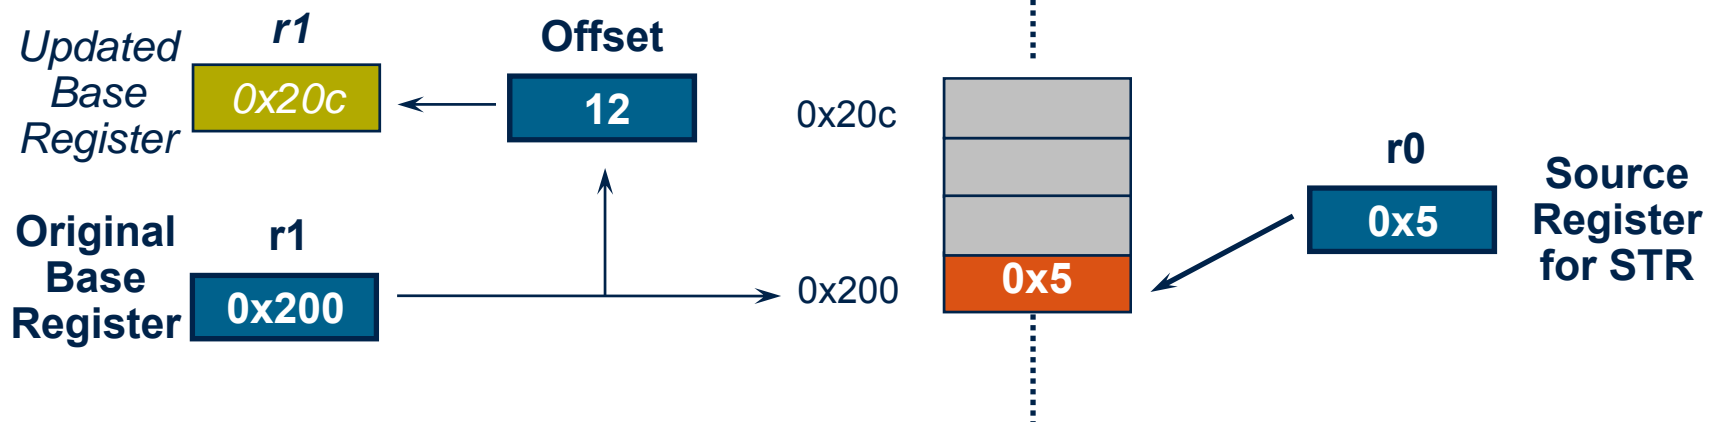 Updated
Base
Register
r1
0x20c
Offset
12
Original
Base
Register
r1
0x200
0x20c
0x200
0x5
r0
0x5
Source
Register
for STR